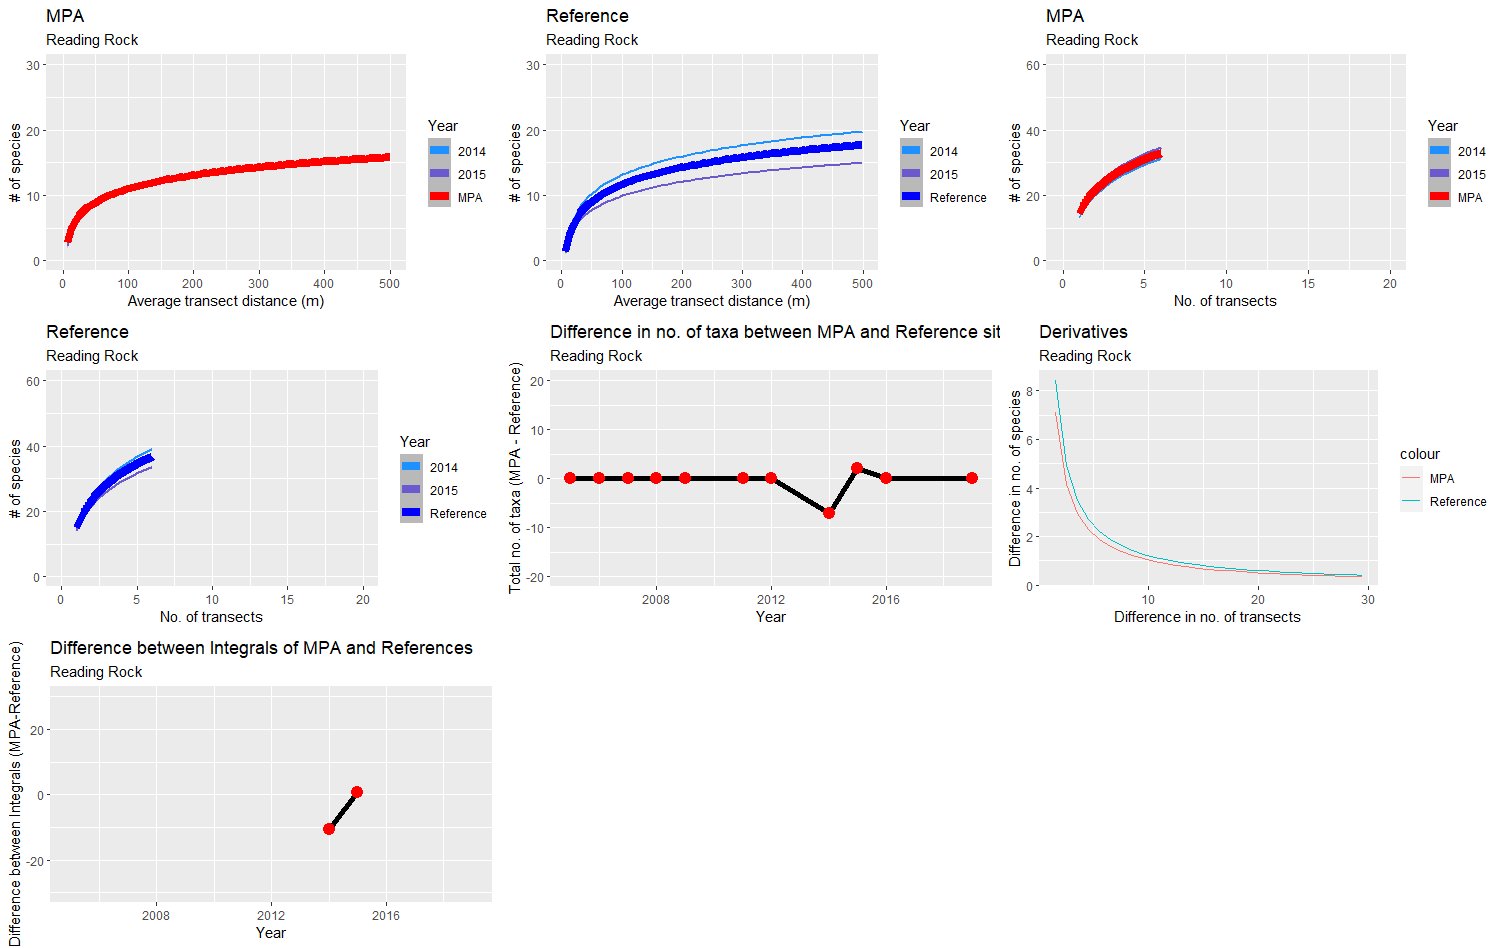 MPA
Reading Rock
# of species
30
20
10
0
0 100 200 300 400 500
Average transect distance (m)
Year
2014
2015
MPA
Reference
Reading Rock
# of species
30
20
10
0
0 100 200 300 400 500
Average transect distance (m)
Year
2014
2015
Reference
MPA
Reading Rock
# of species
60
40
20
0
0 5 10 15 20
No. of transects
Year
2014
2015
MPA
Reference
Reading Rock
# of species
60
40
20
0
0 5 10 15 20
No. of transects
Year
2014
2015
Reference
Difference in no. of taxa between MPA and Reference sit
Reading Rock
Total no. of taxa (MPA - Reference)
20
10
0
-10
-20
2008 2012 2016
Year
Derivatives
Reading Rock
Difference in no. of species
8
6
4
2
0
10 20 30
Difference in no. of transects
colour
MPA
Reference
Difference between Integrals of MPA and References
Reading Rock
Difference between Integrals (MPA-Reference)
20
0
-20
2008 2012 2016
Year